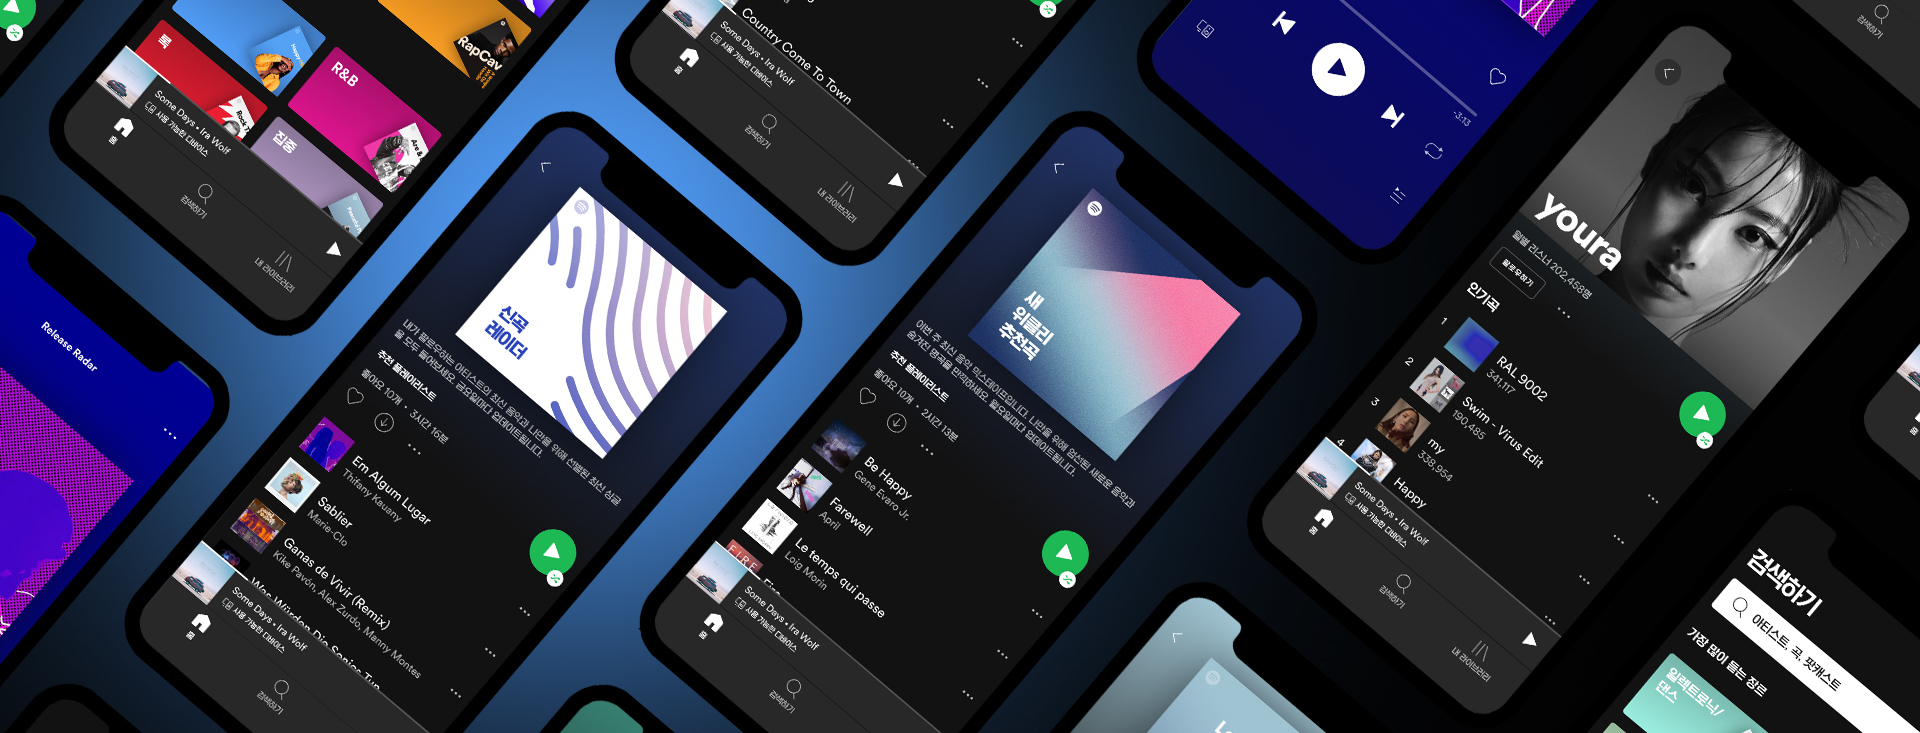 록
Happy
RapCav
R&B
집중
Some Days • Ira Wolf
사용 가능한 디바이스
홈
검색하기
내 라이브러리
Country Come To Town
Some Days • Ira Wolf
사용 가능한 디바이스
홈
검색하기
내 라이브러리
Release Radar
신곡
레이더
내가 팔로우하는 아티스트의 최신 음악과 나만을 위해 선별된 최신 싱글
을 모두 들어보세요. 금요일마다 업데이트됩니다.
추천 플레이리스트
좋아요 10개 • 3시간 16분
Em Algum Lugar
Thifany Kauany
Sablier
Marie-Clo
Ganas de Vivir (Remix)
Kike Pavón, Alex Zurdo, Manny Montes
Some Days • Ira Wolf
사용 가능한 디바이스
홈
검색하기
새
위클리
추천곡
이번 주 최신 음악 믹스테이프입니다. 나만을 위해 엄선된 새로운 음악과
숨겨진 명곡을 만끽하세요. 월요일마다 업데이트됩니다.
추천 플레이리스트
좋아요 10개 • 2시간 13분
Be Happy
Gene Evaro Jr.
Farewell
April
Le temps qui passe
Loig Morin
FIRE
Some Days • Ira Wolf
사용 가능한 디바이스
홈
검색하기
-3:13
youra
월별 리스너 202,458명
팔로우하기
인기곡
1
RAL 9002
341,117
2
Swim - Virus Edit
190,485
3
my
338,954
4
Happy
Some Days • Ira Wolf
사용 가능한 디바이스
홈
검색하기
내 라이브러리
검색하기
홈
검색하기
아티스트, 곡, 팟캐스트
가장 많이 듣는 장르
일렉트로닉/
댄스